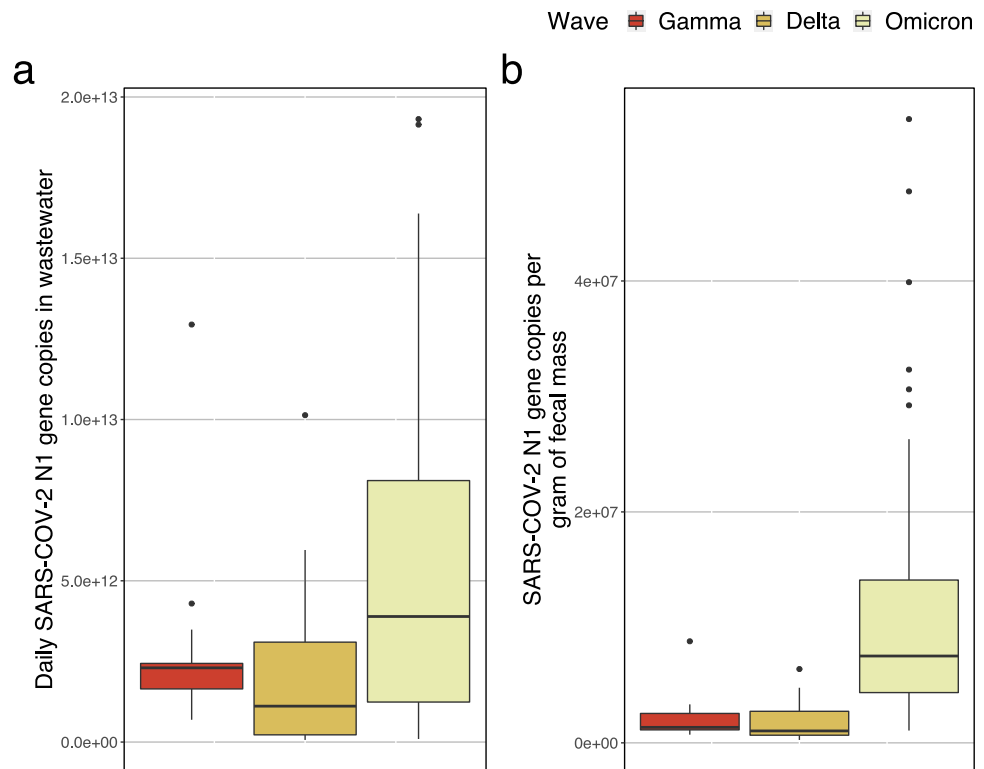 Wave Gamma Delta Omicron
a
Daily SARS-COV-2 N1 gene copies in wastewater
2.0e+13
1.5e+13
1.0e+13
5.0e+12
0.0e+00
b
SARS-COV-2 N1 gene copies per
gram of fecal mass
4e+07
2e+07
0e+00